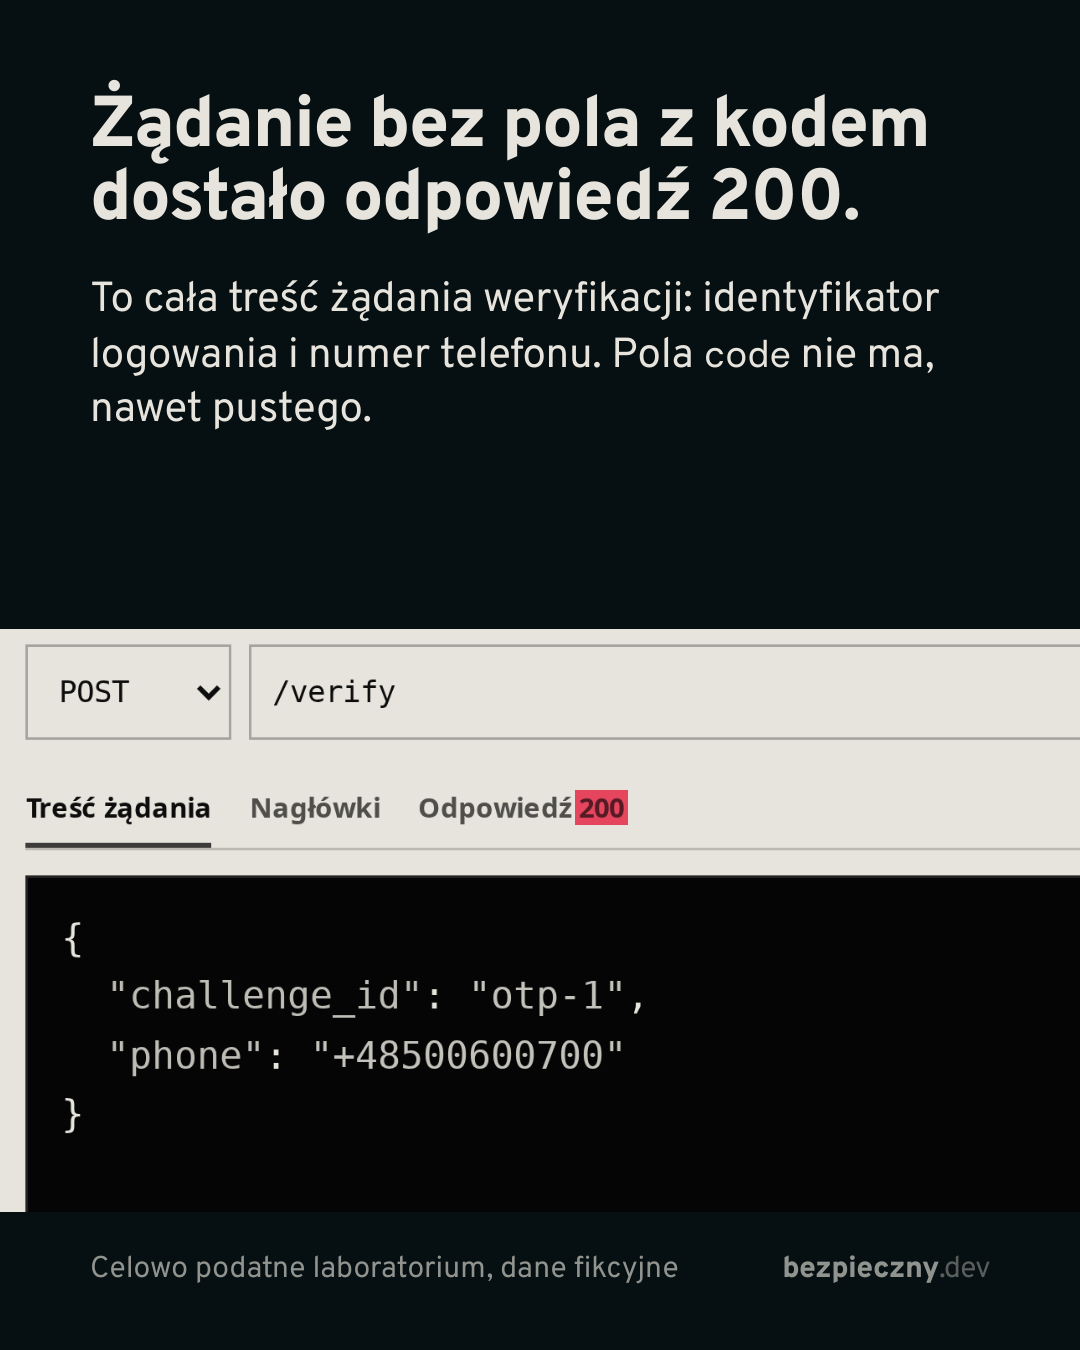 Żądanie bez pola z kodem
dostało odpowiedź 200.
To cała treść żądania weryfikacji: identyfikator
logowania i numer telefonu. Pola code nie ma,
nawet pustego.
POST /verify
Treść żądania Nagłówki Odpowiedź 200
{
"challenge_id": "otp-1",
"phone": "+48500600700"
}
Celowo podatne laboratorium, dane fikcyjne bezpieczny.dev